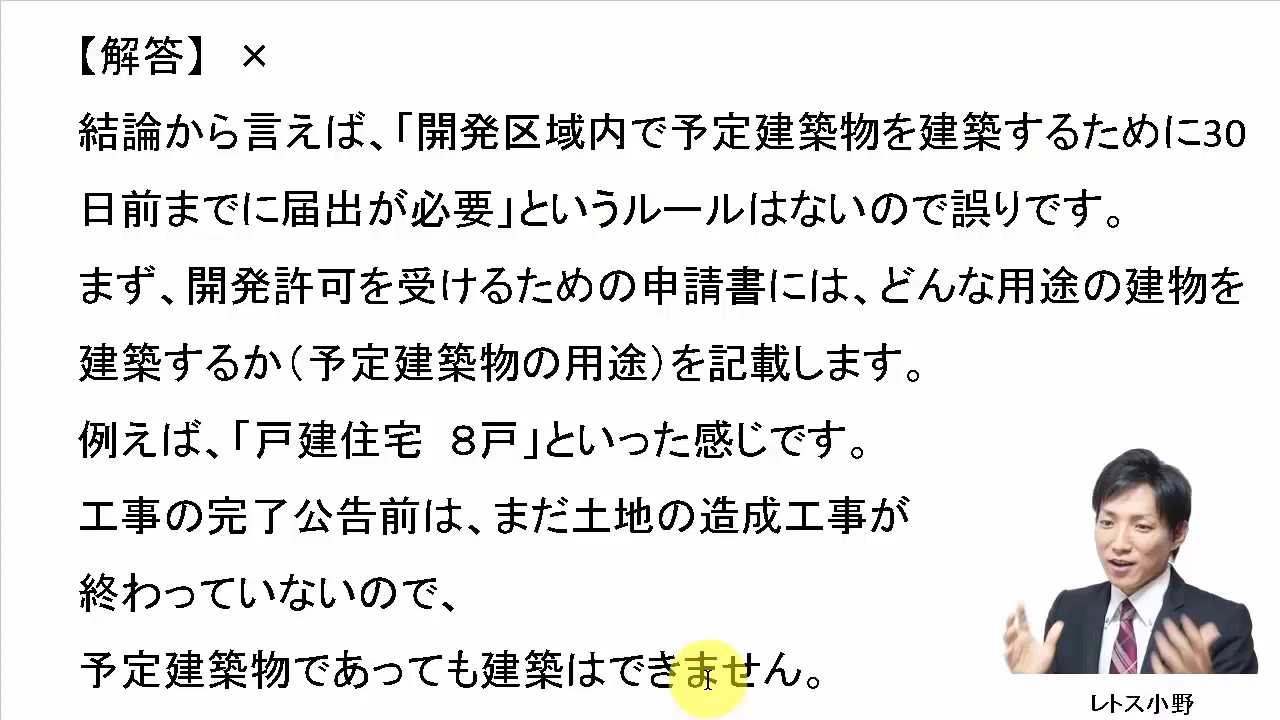 【解答】 ×
結論から言えば、「開発区域内で予定建築物を建築するために30
日前までに届出が必要」というルールはないので誤りです。
まず、開発許可を受けるための申請書には、どんな用途の建物を
建築するか（予定建築物の用途）を記載します。
例えば、「戸建住宅　８戸」といった感じです。
工事の完了公告前は、まだ土地の造成工事が
終わっていないので、
予定建築物であっても建築はできません。
レトス小野